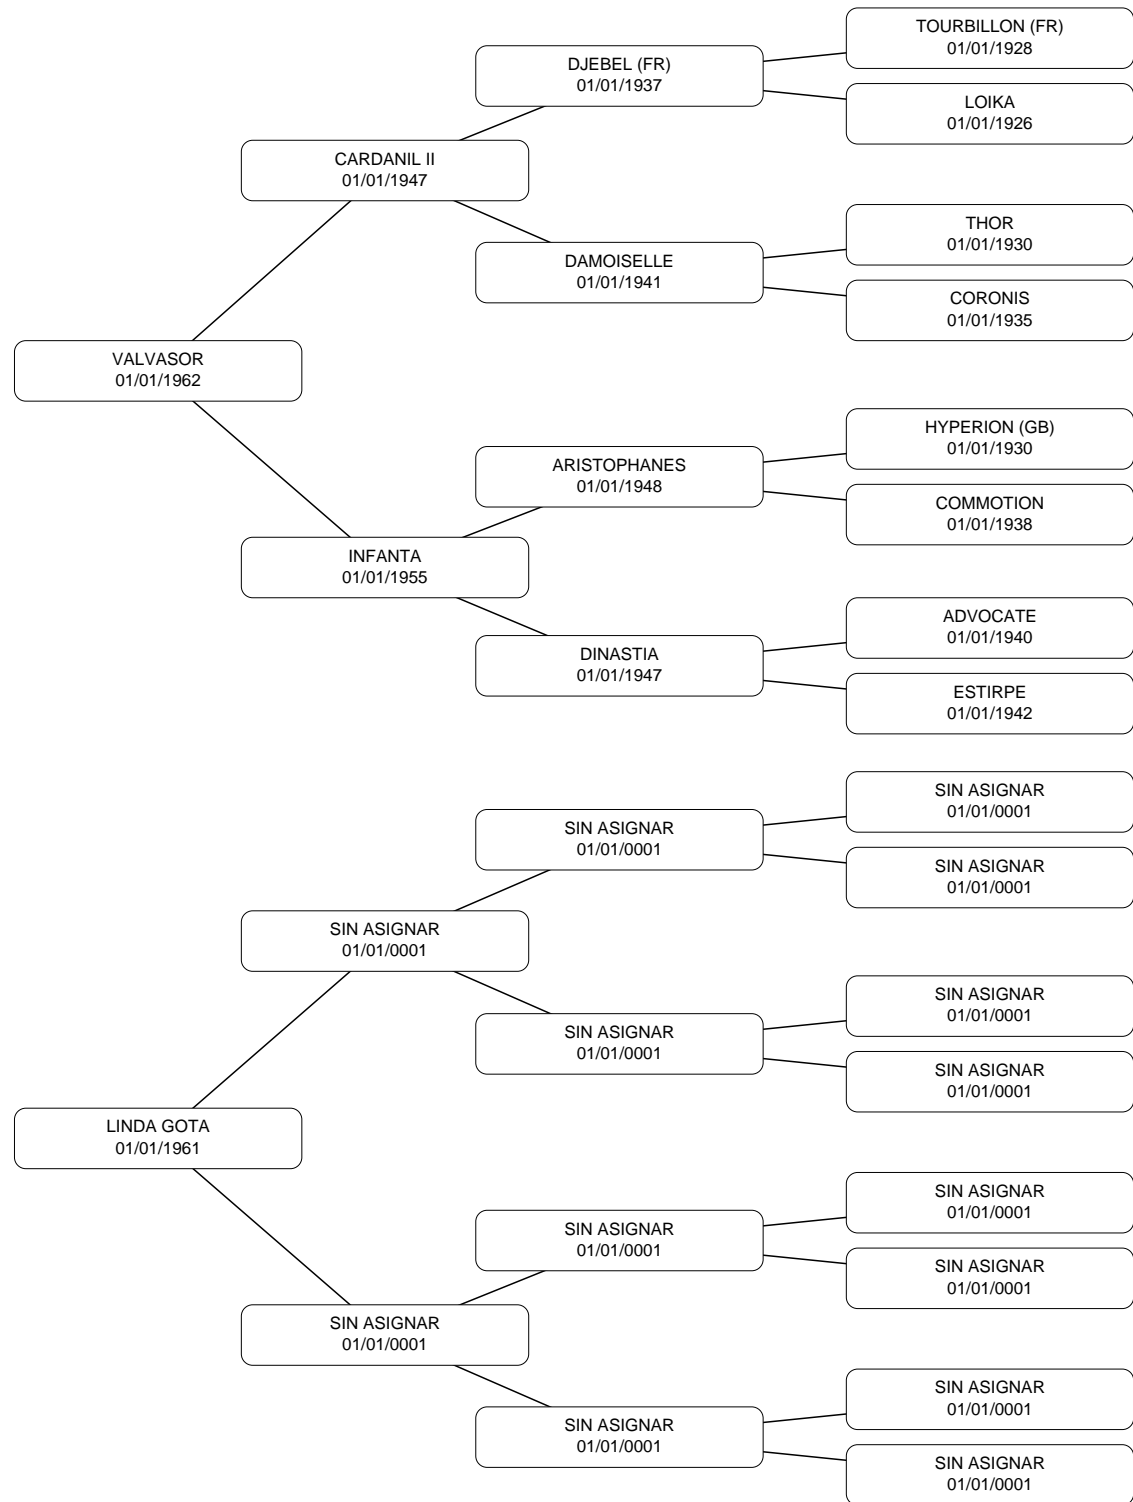 TOURBILLON (FR)
01/01/1928
DJEBEL (FR)
01/01/1937
LOIKA
01/01/1926
CARDANIL II
01/01/1947
THOR
01/01/1930
DAMOISELLE
01/01/1941
CORONIS
01/01/1935
VALVASOR
01/01/1962
HYPERION (GB)
01/01/1930
ARISTOPHANES
01/01/1948
COMMOTION
01/01/1938
INFANTA
01/01/1955
ADVOCATE
01/01/1940
DINASTIA
01/01/1947
ESTIRPE
01/01/1942
SIN ASIGNAR
01/01/0001
SIN ASIGNAR
01/01/0001
SIN ASIGNAR
01/01/0001
SIN ASIGNAR
01/01/0001
SIN ASIGNAR
01/01/0001
SIN ASIGNAR
01/01/0001
SIN ASIGNAR
01/01/0001
LINDA GOTA
01/01/1961
SIN ASIGNAR
01/01/0001
SIN ASIGNAR
01/01/0001
SIN ASIGNAR
01/01/0001
SIN ASIGNAR
01/01/0001
SIN ASIGNAR
01/01/0001
SIN ASIGNAR
01/01/0001
SIN ASIGNAR
01/01/0001